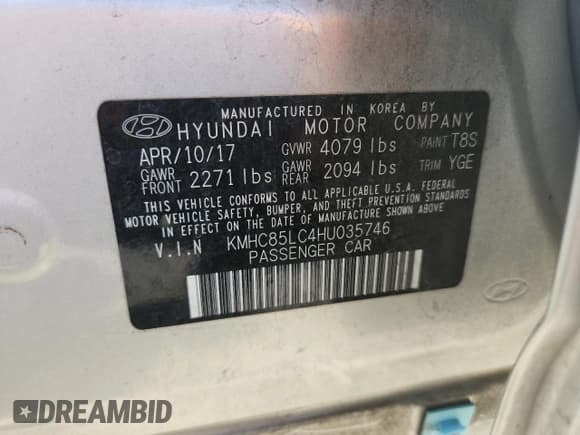 MANUFACTURED IN KOREA BY
HYUNDAI MOTOR COMPANY
APR/10/17 GVWR 4079 lbs PAINT T8S
GAWR FRONT 2271 lbs GAWR REAR 2094 lbs TRIM YGE
THIS VEHICLE CONFORMS TO ALL APPLICABLE U.S.A. FEDERAL
MOTOR VEHICLE SAFETY, BUMPER, AND THEFT PREVENTION STANDARDS
IN EFFECT ON THE DATE OF MANUFACTURE SHOWN ABOVE.
V.I.N KMHC85LC4HU035746
PASSENGER CAR
DREAMBID